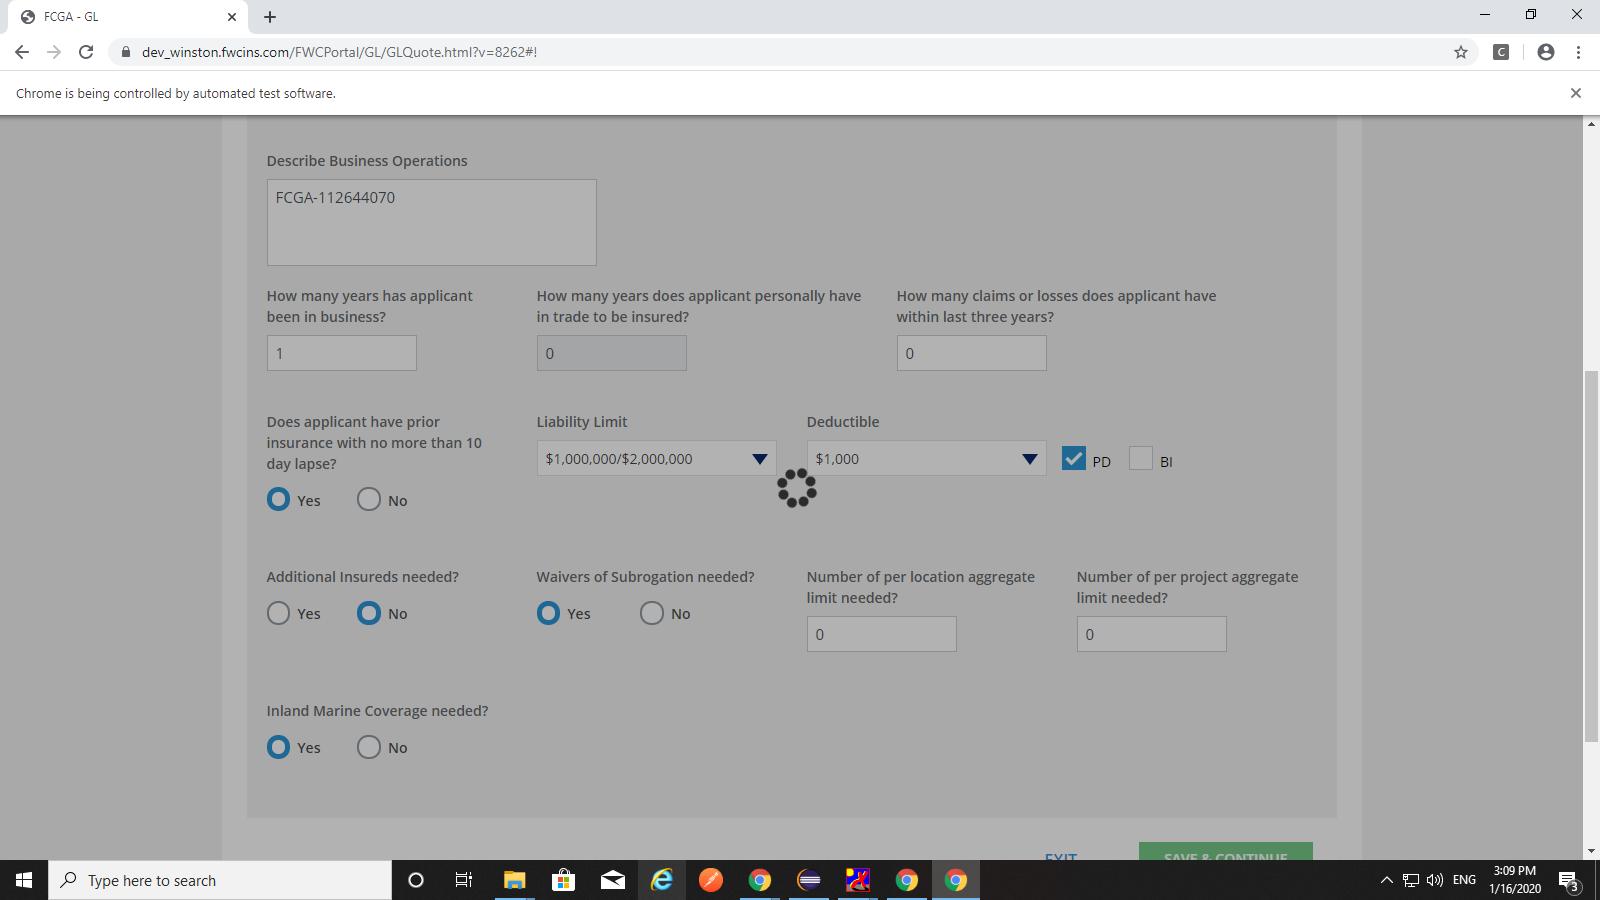 FCGA - GL
dev_winston.fwcins.com/FWCPortal/GL/GLQuote.html?v=8262#!
C
Chrome is being controlled by automated test software.
Describe Business Operations
FCGA-112644070
How many years has applicant
been in business?
1
How many years does applicant personally have
in trade to be insured?
0
How many claims or losses does applicant have
within last three years?
0
Does applicant have prior
insurance with no more than 10
day lapse?
Yes No
Liability Limit
$1,000,000/$2,000,000
Deductible
$1,000
PD BI
Additional Insureds needed?
Yes No
Waivers of Subrogation needed?
Yes No
Number of per location aggregate
limit needed?
0
Number of per project aggregate
limit needed?
0
Inland Marine Coverage needed?
Yes No
EXIT SAVE & CONTINUE
Type here to search
ENG
3:09 PM
1/16/2020
3